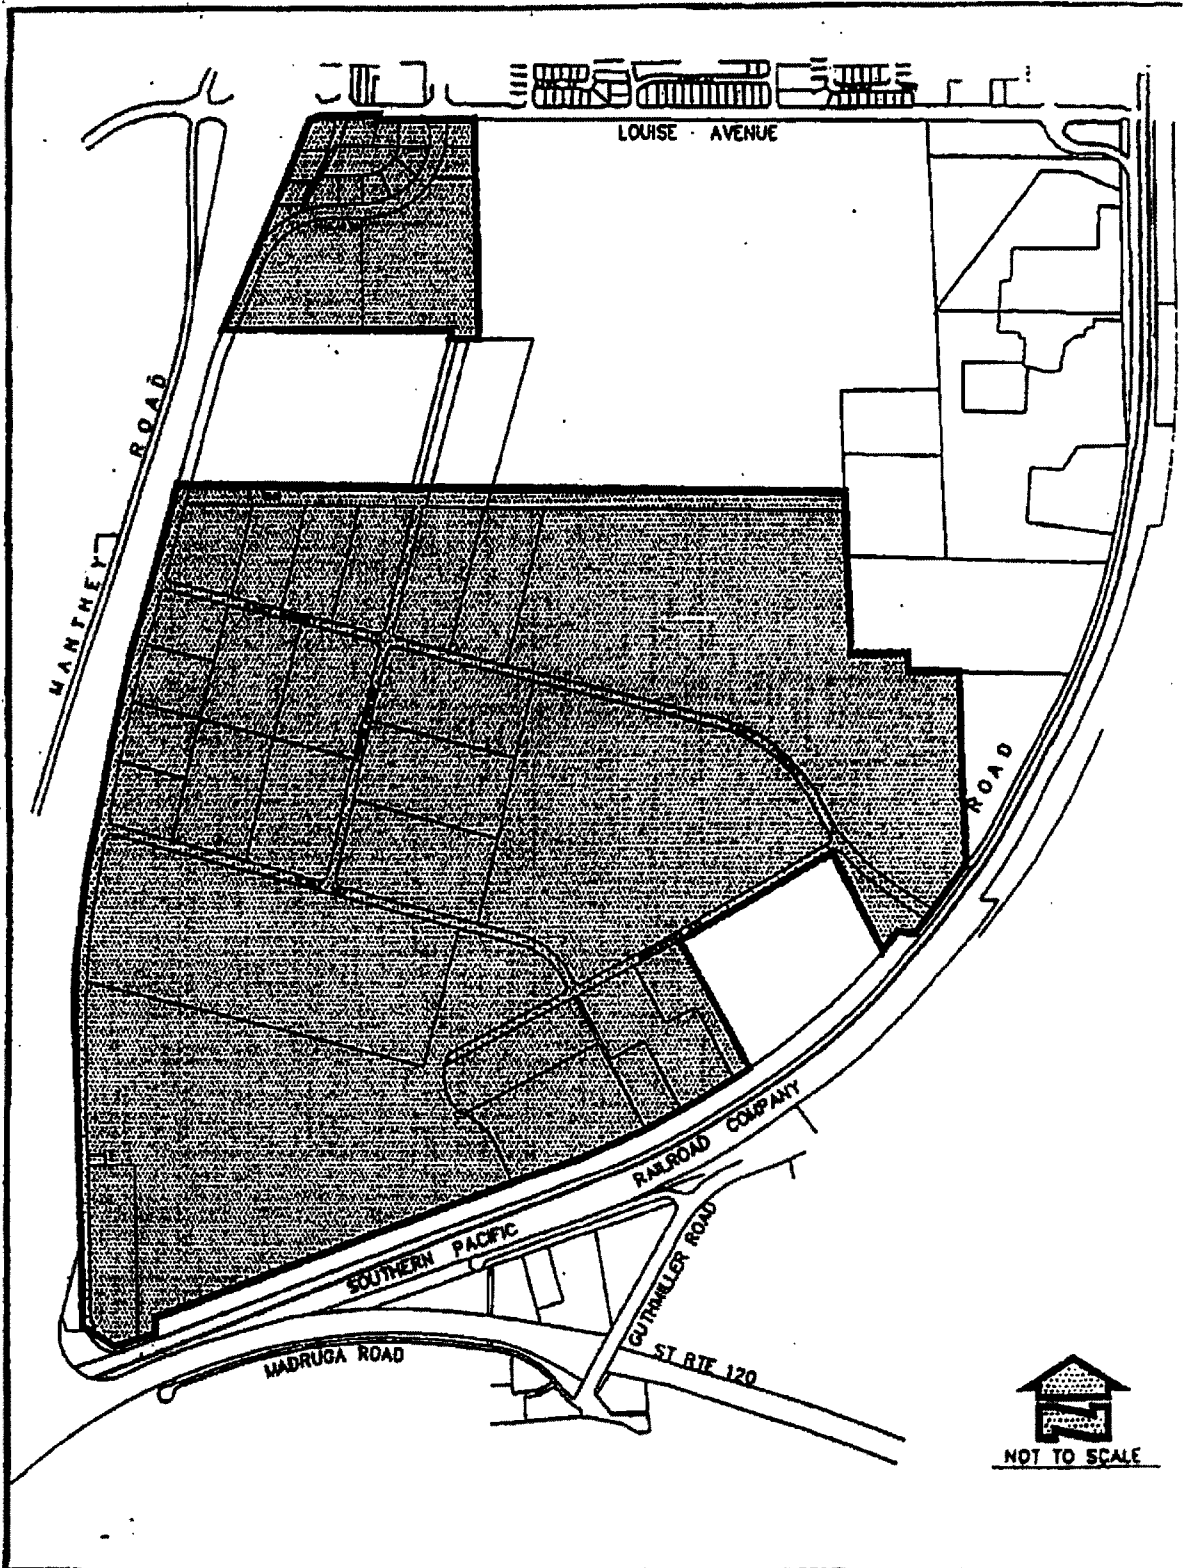 LOUISE AVENUE
MANTHEY ROAD
ROAD
SOUTHERN PACIFIC RAILROAD COMPANY
GUTHMILLER ROAD
MADRUGA ROAD
ST RTE 120
N
NOT TO SCALE